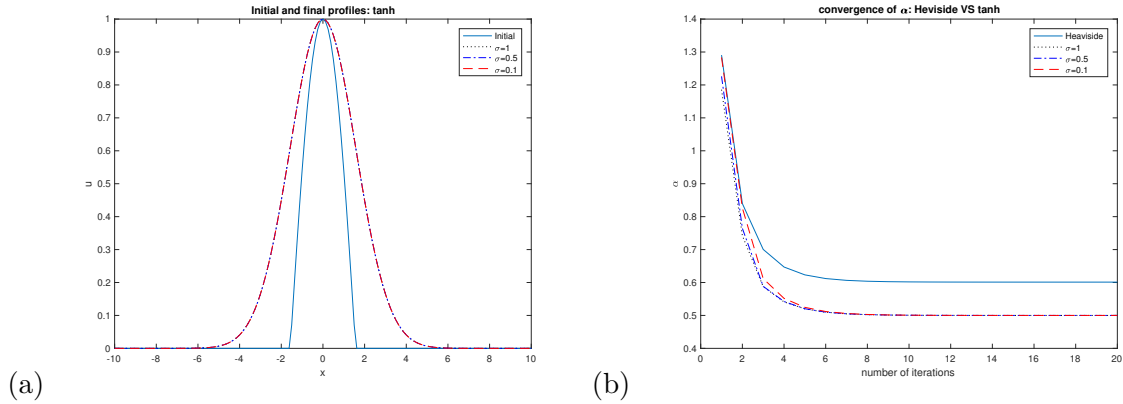 Initial and final profiles: tanh
1
0.9
0.8
0.7
0.6
0.5
0.4
0.3
0.2
0.1
0
u
-10
-8
-6
-4
-2
0
2
4
6
8
10
x
Initial
σ=1
σ=0.5
σ=0.1
(a)
convergence of α: Heviside VS tanh
1.4
1.3
1.2
1.1
1
0.9
0.8
0.7
0.6
0.5
0.4
α
0
2
4
6
8
10
12
14
16
18
20
number of iterations
Heaviside
σ=1
σ=0.5
σ=0.1
(b)